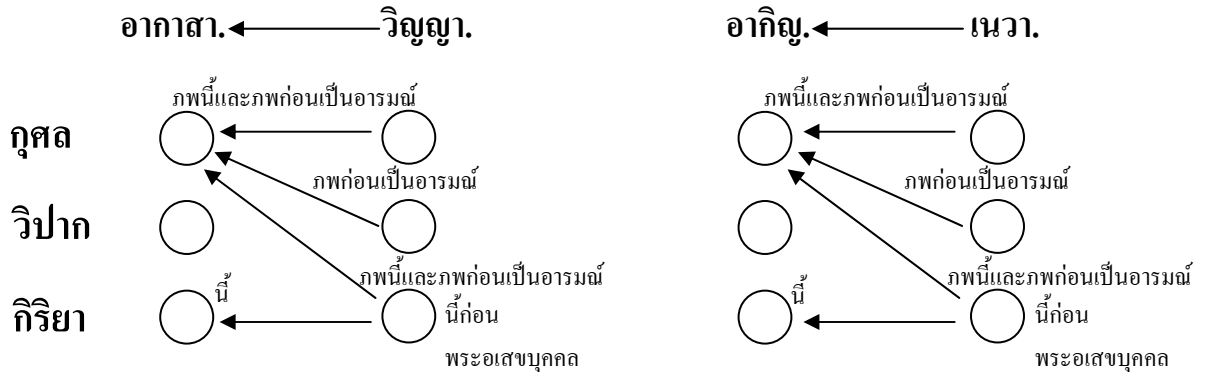 อากาสา. วิญญา. อากิญ. เนวา.
ภพนี้และภพก่อนเป็นอารมณ์ ภพนี้และภพก่อนเป็นอารมณ์
กุศล
ภพก่อนเป็นอารมณ์ ภพก่อนเป็นอารมณ์
วิปาก
ภพนี้และภพก่อนเป็นอารมณ์ ภพนี้และภพก่อนเป็นอารมณ์
นี้ นี้
กิริยา นี้ก่อน นี้ก่อน
พระอเสขบุคคล พระอเสขบุคคล